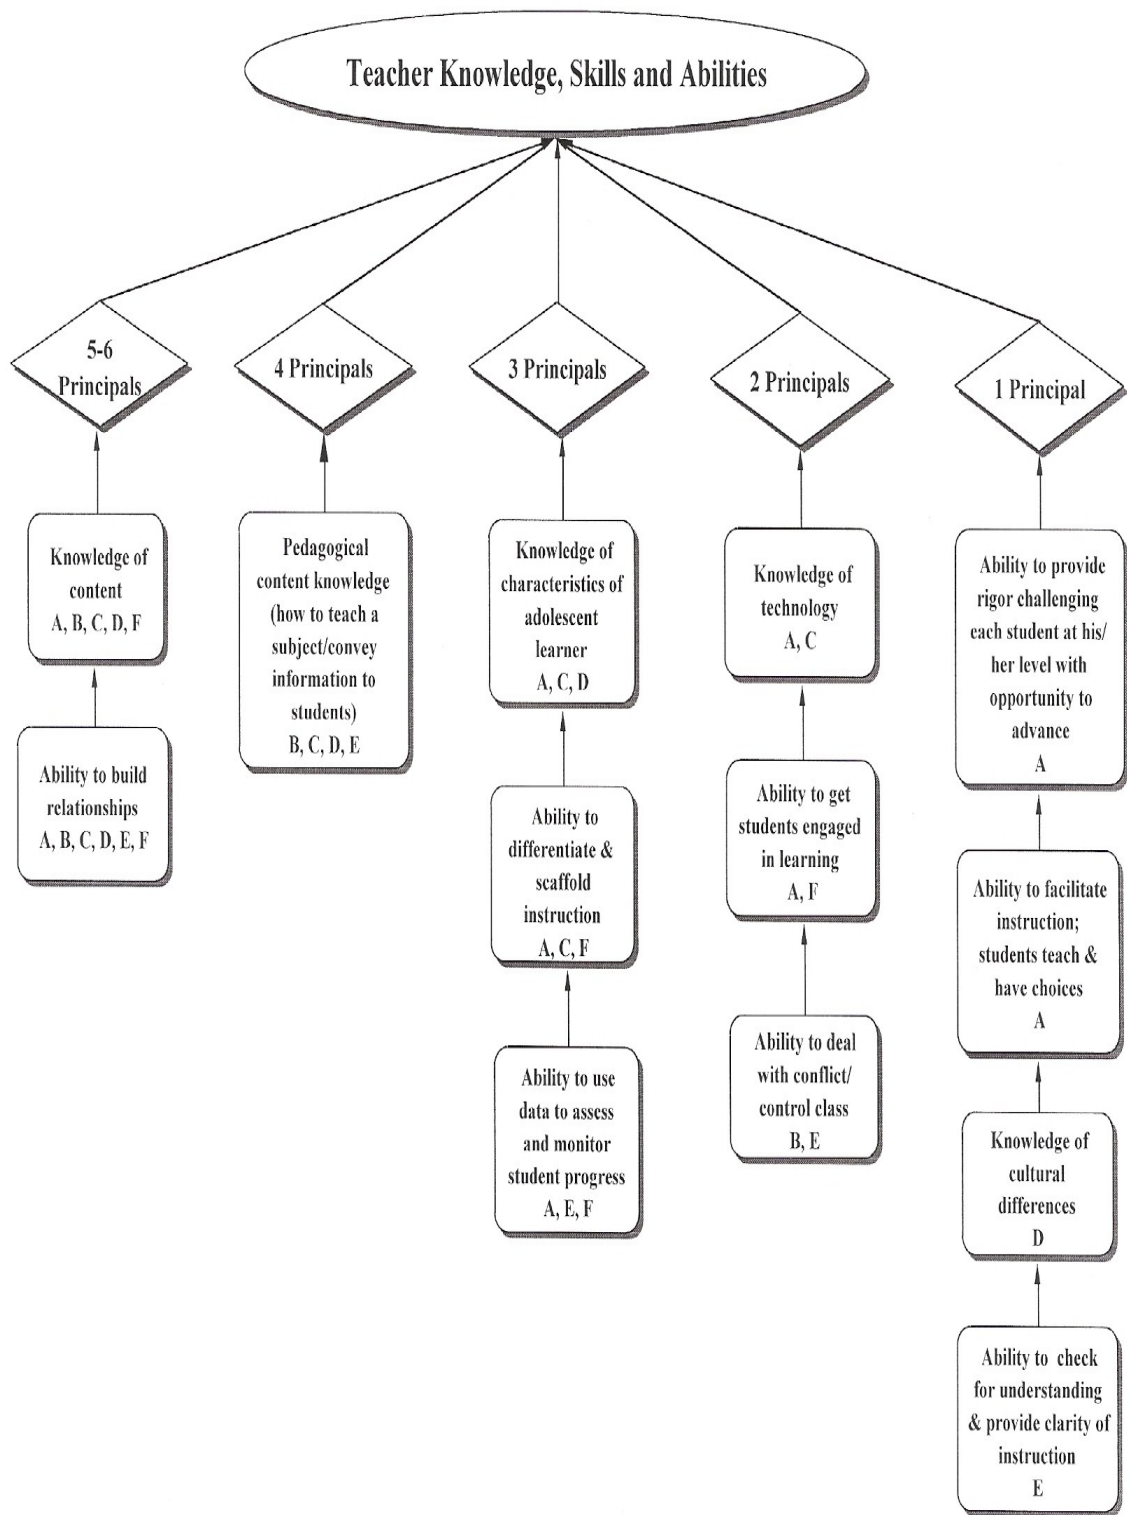 Teacher Knowledge, Skills and Abilities
5-6
Principals
4 Principals
3 Principals
2 Principals
1 Principal
Knowledge of
content
A, B, C, D, F
Ability to build
relationships
A, B, C, D, E, F
Pedagogical
content knowledge
(how to teach a
subject/convey
information to
students)
B, C, D, E
Knowledge of
characteristics of
adolescent
learner
A, C, D
Ability to
differentiate &
scaffold
instruction
A, C, F
Ability to use
data to assess
and monitor
student progress
A, E, F
Knowledge of
technology
A, C
Ability to get
students engaged
in learning
A, F
Ability to deal
with conflict/
control class
B, E
Ability to provide
rigor challenging
each student at his/
her level with
opportunity to
advance
A
Ability to facilitate
instruction;
students teach &
have choices
A
Knowledge of
cultural
differences
D
Ability to check
for understanding
& provide clarity of
instruction
E